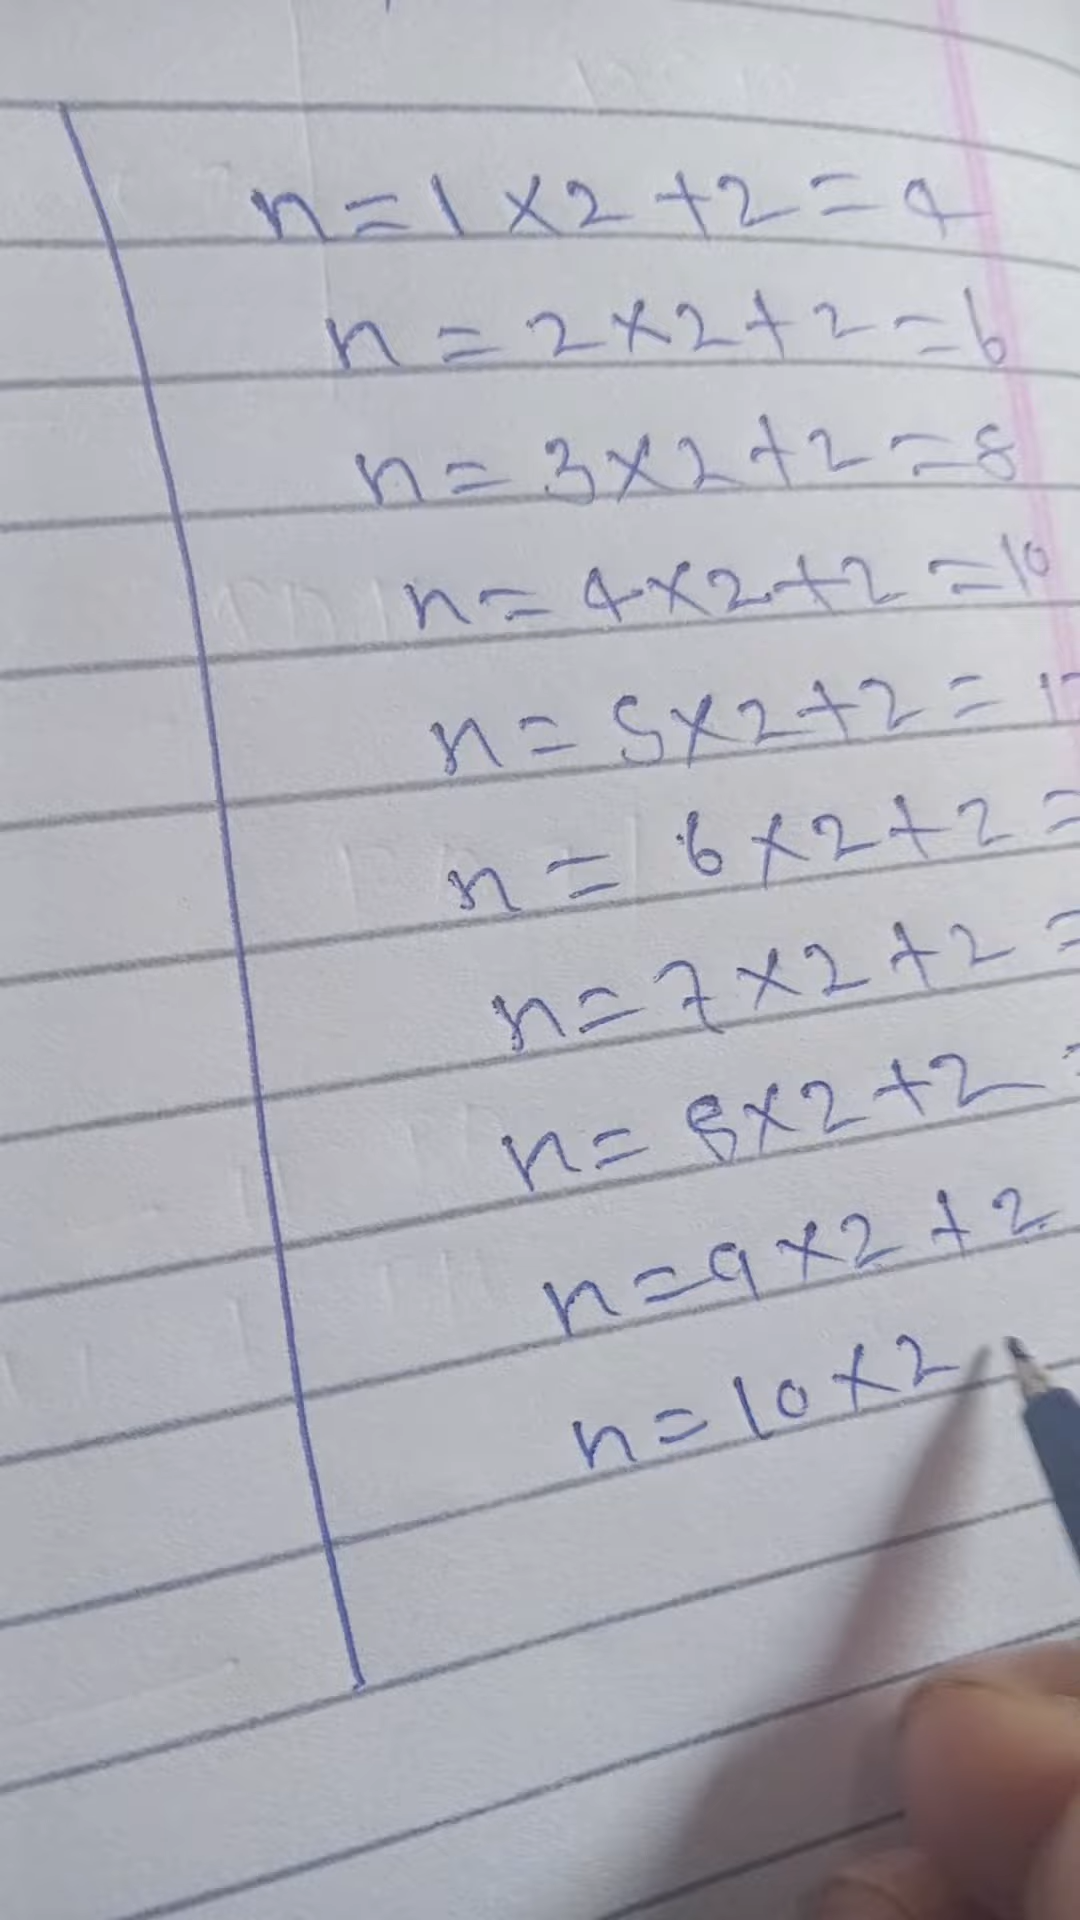 n=1×2+2=4
n=2×2+2=6
n=3×2+2=8
n=4×2+2=10
n=5×2+2=1
n=6×2+2=
n=7×2+2=
n=8×2+2=
n=9×2+2
n=10×2